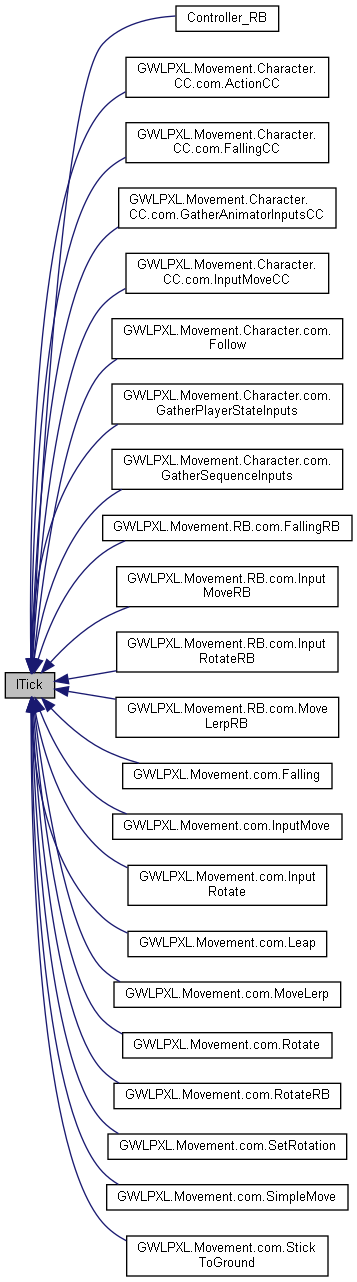 Controller_RB
GWLPXL.Movement.Character.
CC.com.ActionCC
GWLPXL.Movement.Character.
CC.com.FallingCC
GWLPXL.Movement.Character.
CC.com.GatherAnimatorInputsCC
GWLPXL.Movement.Character.
CC.com.InputMoveCC
GWLPXL.Movement.Character.com.
Follow
GWLPXL.Movement.Character.com.
GatherPlayerStateInputs
GWLPXL.Movement.Character.com.
GatherSequenceInputs
GWLPXL.Movement.RB.com.FallingRB
GWLPXL.Movement.RB.com.Input
MoveRB
GWLPXL.Movement.RB.com.Input
RotateRB
ITick
GWLPXL.Movement.RB.com.Move
LerpRB
GWLPXL.Movement.com.Falling
GWLPXL.Movement.com.InputMove
GWLPXL.Movement.com.Input
Rotate
GWLPXL.Movement.com.Leap
GWLPXL.Movement.com.MoveLerp
GWLPXL.Movement.com.Rotate
GWLPXL.Movement.com.RotateRB
GWLPXL.Movement.com.SetRotation
GWLPXL.Movement.com.SimpleMove
GWLPXL.Movement.com.Stick
ToGround